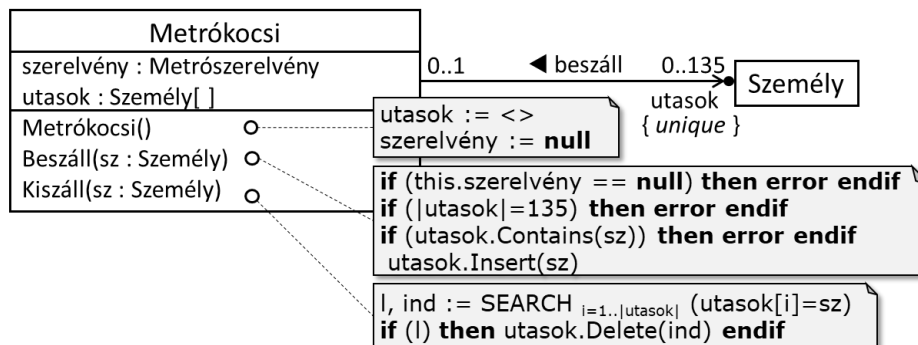 Metrókocsi
szerelvény : Metrószerelvény
utasok : Személy[ ]
Metrókocsi()
Beszáll(sz : Személy)
Kiszáll(sz : Személy)
0..1
◀ beszáll
0..135
Személy
utasok
{ unique }
utasok := <>
szerelvény := null
if (this.szerelvény == null) then error endif
if (|utasok|=135) then error endif
if (utasok.Contains(sz)) then error endif
utasok.Insert(sz)
l, ind := SEARCH i=1..|utasok| (utasok[i]=sz)
if (l) then utasok.Delete(ind) endif